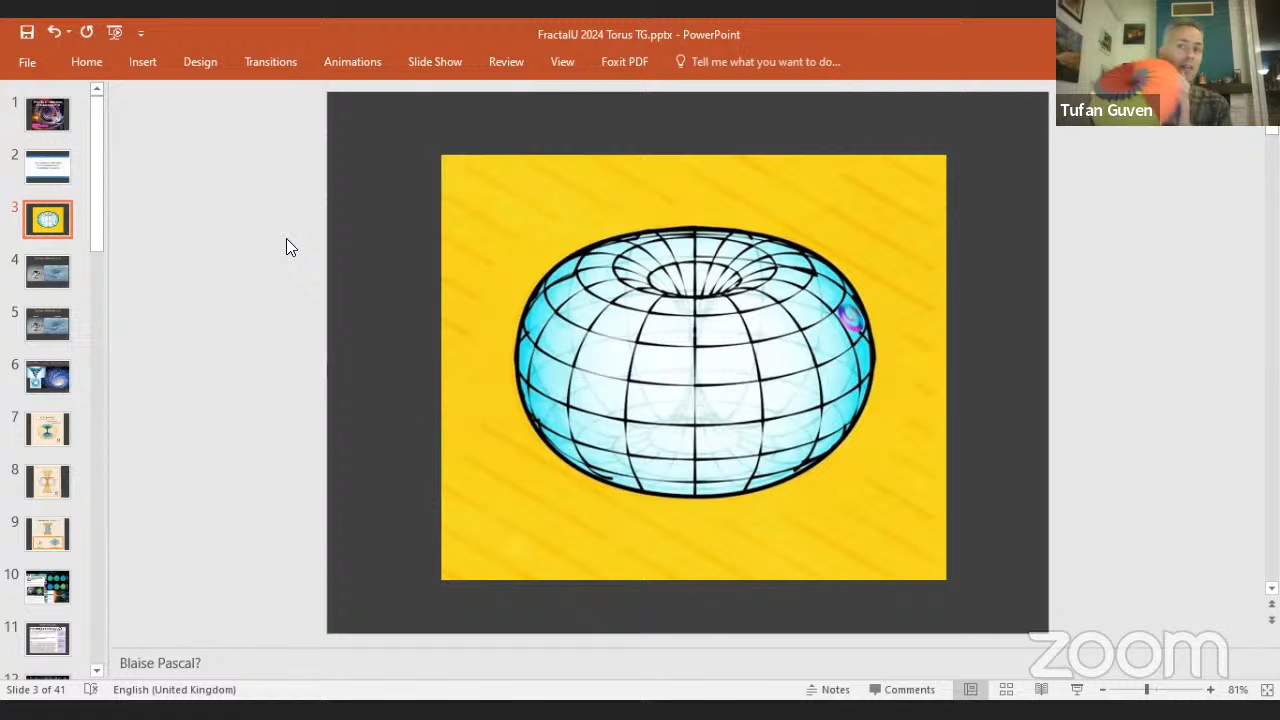 FractalU 2024 Torus TG.pptx - PowerPoint
File Home Insert Design Transitions Animations Slide Show Review View Foxit PDF Tell me what you want to do...
Tufan Guven
1
2
3
4
5
6
7
8
9
10
11
12
Blaise Pascal?
Slide 3 of 41 English (United Kingdom) Notes Comments 81%
zoom